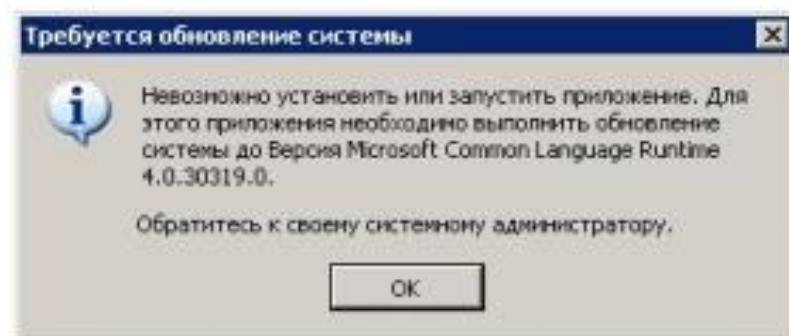 Требуется обновление системы
Невозможно установить или запустить приложение. Для
этого приложения необходимо выполнить обновление
системы до Версия Microsoft Common Language Runtime
4.0.30319.0.
Обратитесь к своему системному администратору.
OK